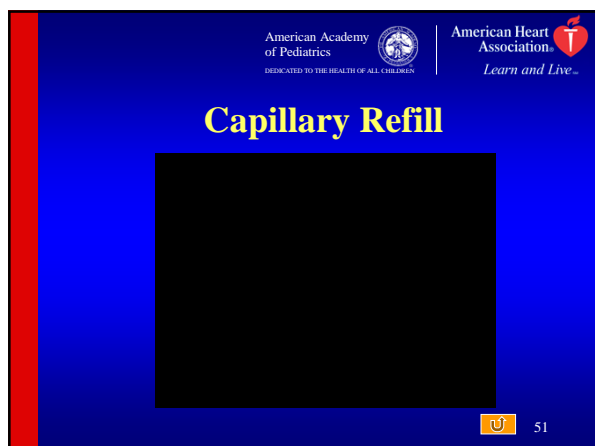 American Academy
of Pediatrics
DEDICATED TO THE HEALTH OF ALL CHILDREN
American Heart
Association®
Learn and Live
Capillary Refill
51